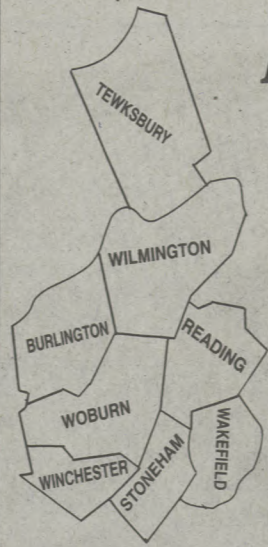 TEWKSBURY
WILMINGTON
BURLINGTON
READING
WOBURN
WAKEFIELD
WINCHESTER
STONEHAM